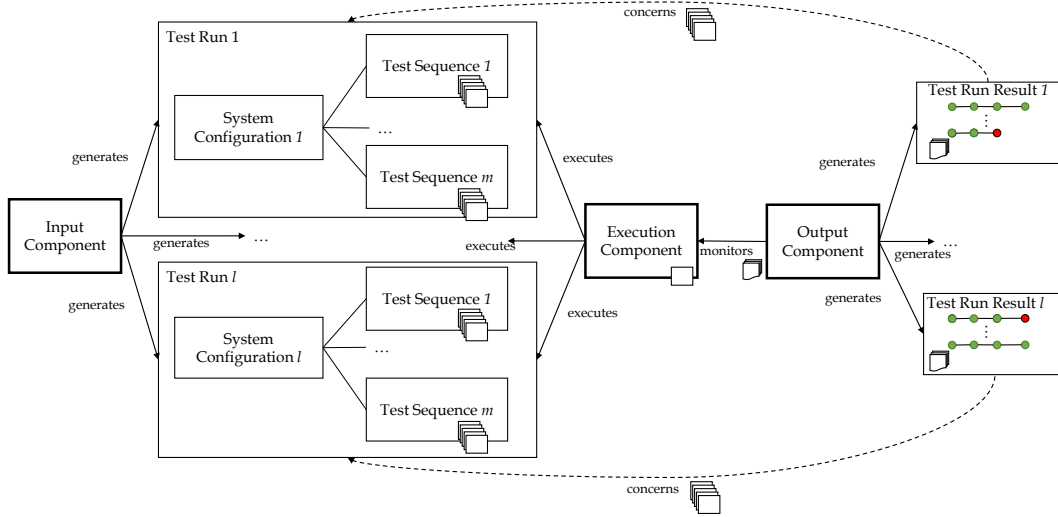 concerns
Test Run 1
Test Sequence 1
System
Configuration 1
...
Test Sequence m
generates
executes
Test Run Result 1
⋮
generates
Input
Component
generates
...
executes
Execution
Component
monitors
Output
Component
...
generates
generates
Test Run l
Test Sequence 1
System
Configuration l
...
Test Sequence m
executes
generates
Test Run Result l
⋮
concerns